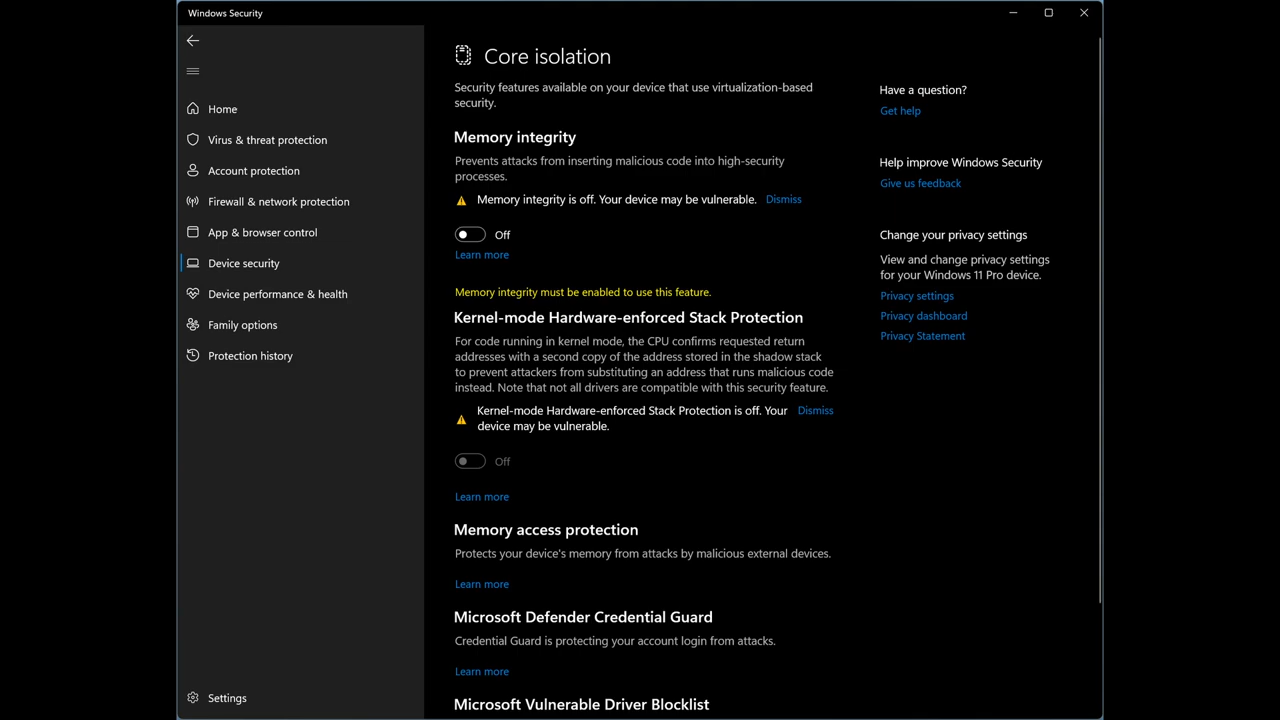 Windows Security
Home
Virus & threat protection
Account protection
Firewall & network protection
App & browser control
Device security
Device performance & health
Family options
Protection history
Settings
Core isolation
Security features available on your device that use virtualization-based
security.
Memory integrity
Prevents attacks from inserting malicious code into high-security
processes.
Memory integrity is off. Your device may be vulnerable. Dismiss
Off
Learn more
Memory integrity must be enabled to use this feature.
Kernel-mode Hardware-enforced Stack Protection
For code running in kernel mode, the CPU confirms requested return
addresses with a second copy of the address stored in the shadow stack
to prevent attackers from substituting an address that runs malicious code
instead. Note that not all drivers are compatible with this security feature.
Kernel-mode Hardware-enforced Stack Protection is off. Your Dismiss
device may be vulnerable.
Off
Learn more
Memory access protection
Protects your device's memory from attacks by malicious external devices.
Learn more
Microsoft Defender Credential Guard
Credential Guard is protecting your account login from attacks.
Learn more
Microsoft Vulnerable Driver Blocklist
Have a question?
Get help
Help improve Windows Security
Give us feedback
Change your privacy settings
View and change privacy settings
for your Windows 11 Pro device.
Privacy settings
Privacy dashboard
Privacy Statement